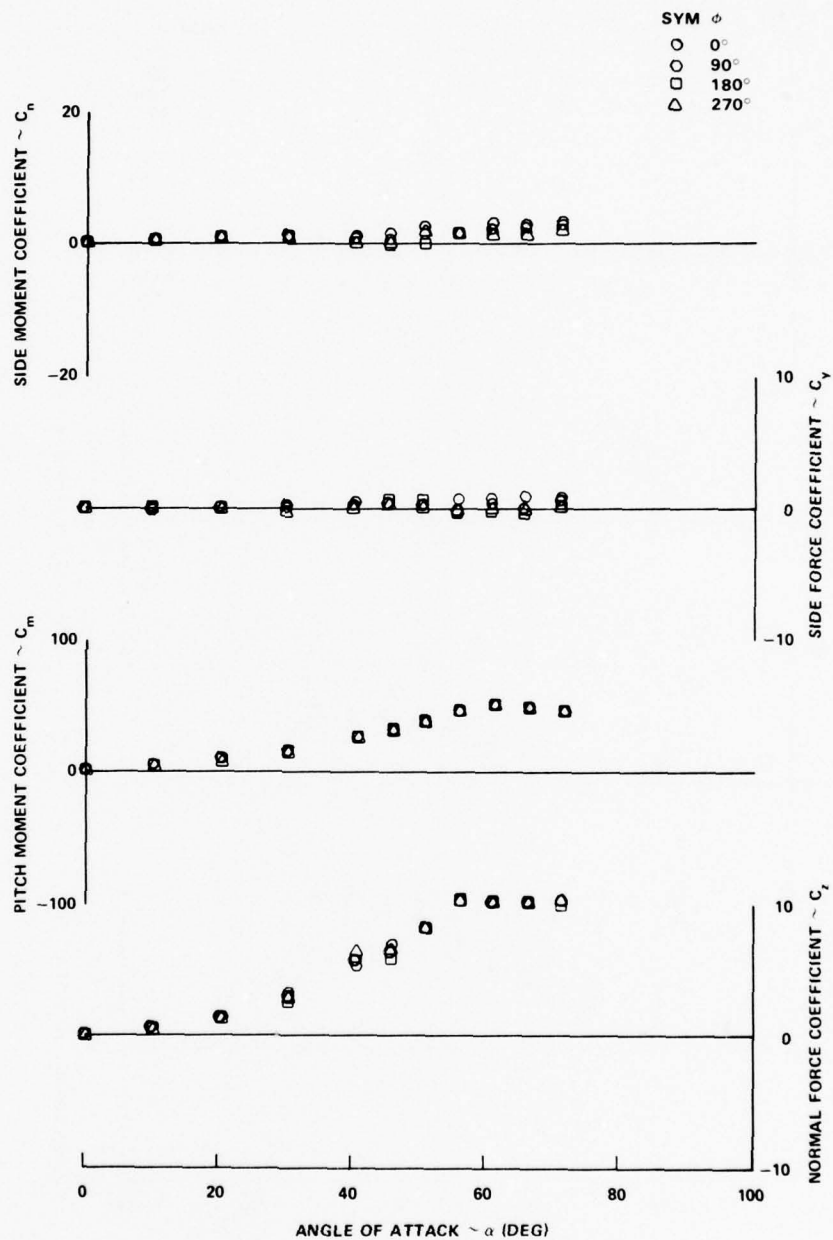 SYM ϕ
0°
90°
180°
270°
SIDE MOMENT COEFFICIENT ~ Cn
20
0
-20
SIDE FORCE COEFFICIENT ~ Cy
10
0
-10
PITCH MOMENT COEFFICIENT ~ Cm
100
0
-100
NORMAL FORCE COEFFICIENT ~ Cz
10
0
-10
0 20 40 60 80 100
ANGLE OF ATTACK ~ α (DEG)